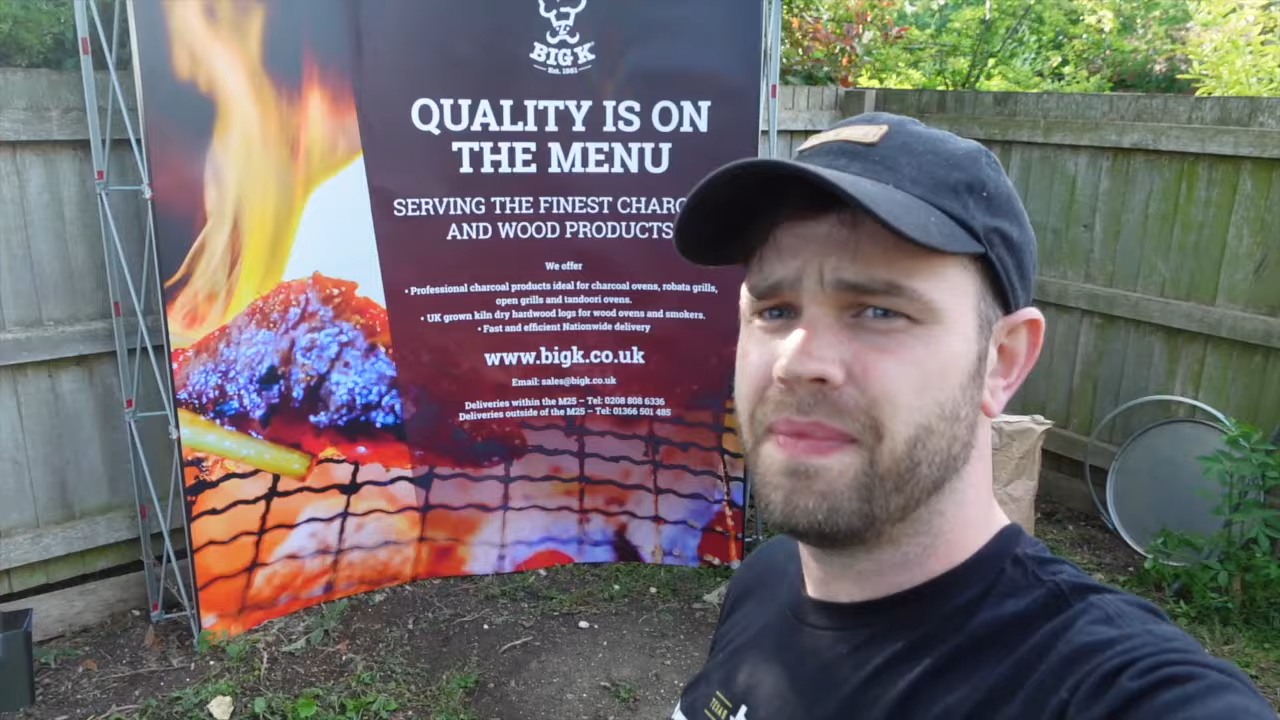 BIG K
Est. 1981
QUALITY IS ON
THE MENU
SERVING THE FINEST
AND WOOD PRODUCTS
We offer
• Professional charcoal products ideal for charcoal ovens, robata grills,
open grills and tandoori ovens.
• UK grown kiln dry hardwood logs for wood ovens and smokers.
• Fast and efficient Nationwide delivery
www.bigk.co.uk
Email: sales@bigk.co.uk
Deliveries within the M25 – Tel: 0208 808 6336
Deliveries outside of the M25 – Tel: 01366 501 485